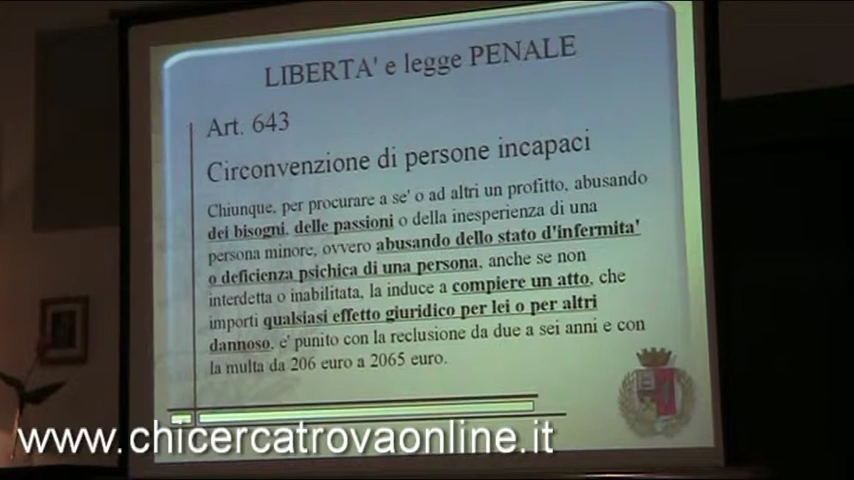 LIBERTA' e legge PENALE
Art. 643
Circonvenzione di persone incapaci
Chiunque, per procurare a se' o ad altri un profitto, abusando
dei bisogni, delle passioni o della inesperienza di una
persona minore, ovvero abusando dello stato d'infermita'
o deficienza psichica di una persona, anche se non
interdetta o inabilitata, la induce a compiere un atto, che
importi qualsiasi effetto giuridico per lei o per altri
dannoso, e' punito con la reclusione da due a sei anni e con
la multa da 206 euro a 2065 euro.
www.chicercatrovaonline.it